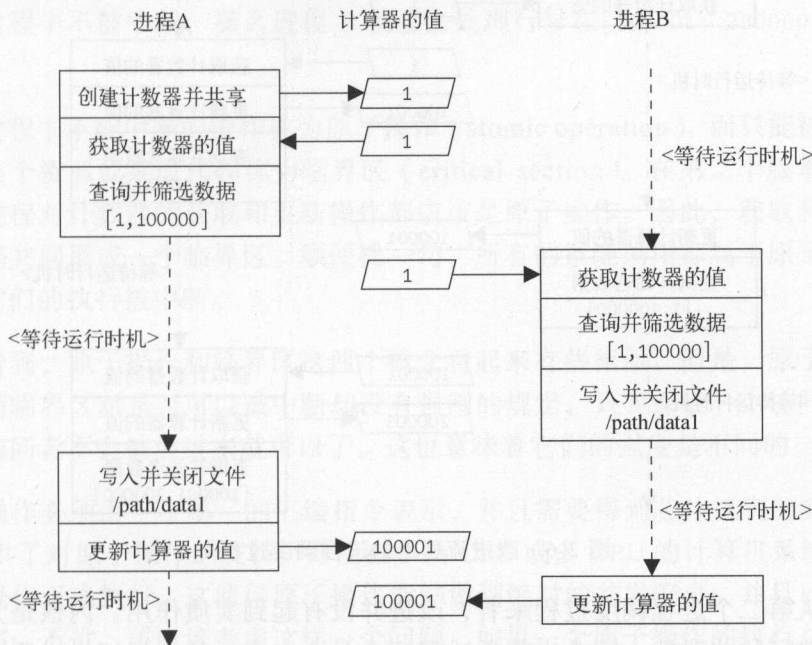 进程A
计算器的值
进程B
创建计数器并共享
1
获取计数器的值
1
<等待运行时机>
查询并筛选数据
[1,100000]
1
获取计数器的值
<等待运行时机>
查询并筛选数据
[1,100000]
写入并关闭文件
/path/data1
写入并关闭文件
/path/data1
<等待运行时机>
更新计算器的值
100001
<等待运行时机>
100001
更新计算器的值